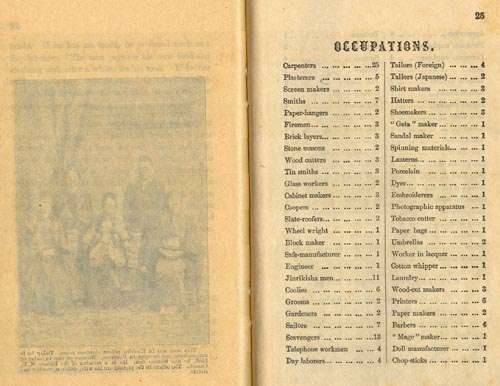 25
OCCUPATIONS.
Carpenters ... ... ... ...25
Plasterers ... ... ... ... 5
Screen makers ... ... ... 2
Smiths ... ... ... ... ... 7
Paper-hangers ... ... ... 2
Firemen... ... ... ... ... 3
Brick layers... ... ... ... 3
Stone masons ... ... ... 2
Wood cutters ... ... ... 3
Tin smiths ... ... ... ... 3
Glass workers ... ... ... 2
Cabinet makers ... ... ... 3
Coopers ... ... ... ... ... 2
Slate-roofers... ... ... ... 2
Wheel wright ... ... ... 1
Block maker ... ... ... 1
Safe-manufacturer ... ... 1
Engineer ... ... ... ... 1
Jinrikisha men ... ... ...11
Coolies ... ... ... ... ... 6
Grooms ... ... ... ... ... 2
Gardeners ... ... ... ... 2
Sailors ... ... ... ... ... 7
Scavengers ... ... ... ...12
Telephone workmen ... ... 4
Day laborers... ... ... ... 4
Tailors (Foreign) ... ... ... 4
Tailors (Japanese) ... ... ... 2
Shirt makers ... ... ... ... 3
Hatters ... ... ... ... ... 2
Shoemakers ... ... ... ... 3
"Geta" maker... ... ... ... 1
Sandal maker ... ... ... ... 1
Spinning materials... ... ... 1
Lanterns... ... ... ... ... 1
Porcelain ... ... ... ... 1
Dyer... ... ... ... ... ... 1
Embroiderers ... ... ... ... 1
Photographic apparatus ... 1
Tobacco cutter ... ... ... 1
Paper bags ... ... ... ... 1
Umbrellas ... ... ... ... 2
Worker in lacquer ... ... ... 1
Cotton whipper ... ... ... 1
Laundry... ... ... ... ... 1
Wood-cut makers ... ... ... 3
Printers... ... ... ... ... 6
Paper makers ... ... ... ... 2
Barbers ... ... ... ... ... 6
"Mage" maker... ... ... ... 1
Doll manufacturer ... ... ... 1
Chop-sticks ... ... ... ... 1